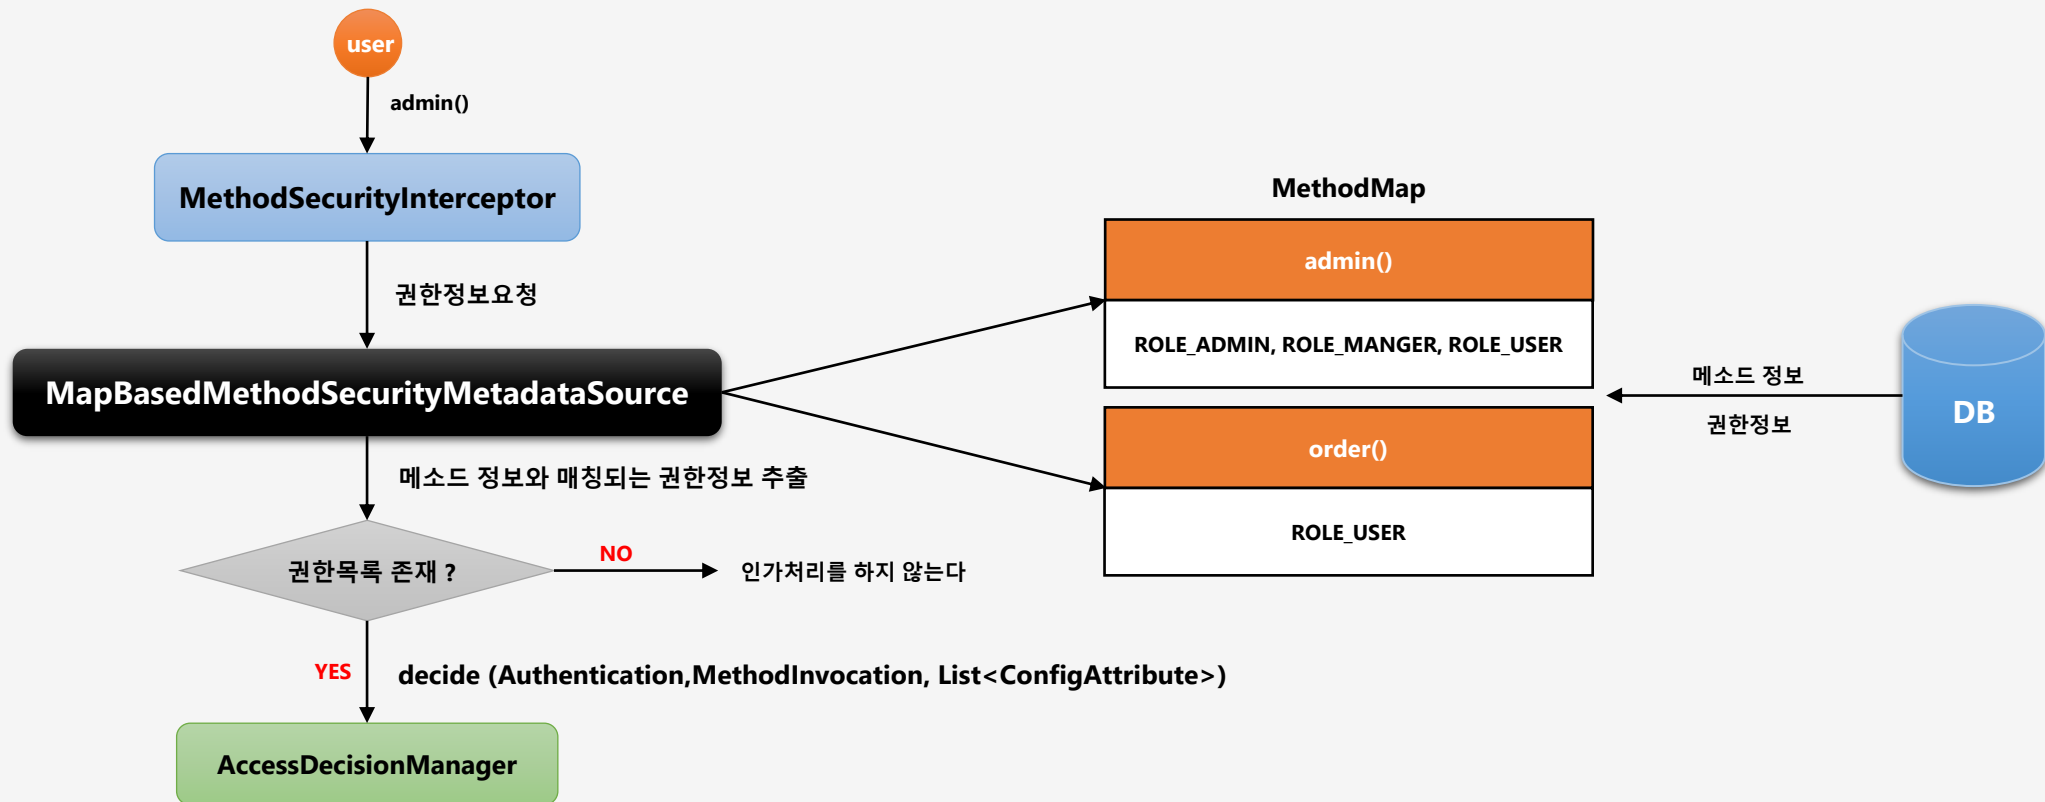 user
admin()
MethodSecurityInterceptor
권한정보요청
MapBasedMethodSecurityMetadataSource
메소드 정보와 매칭되는 권한정보 추출
권한목록 존재 ?
NO
인가처리를 하지 않는다
YES
decide (Authentication,MethodInvocation, List<ConfigAttribute>)
AccessDecisionManager
MethodMap
admin()
ROLE_ADMIN, ROLE_MANGER, ROLE_USER
order()
ROLE_USER
메소드 정보
권한정보
DB